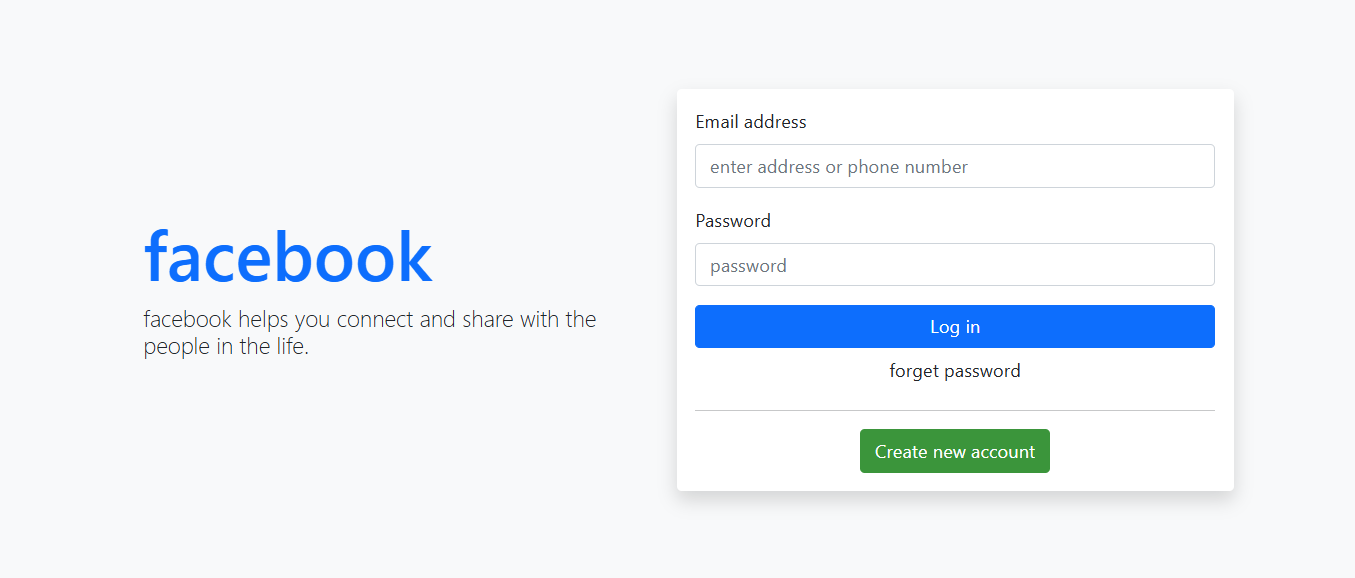 facebook
facebook helps you connect and share with the
people in the life.
Email address
enter address or phone number
Password
password
Log in
forget password
Create new account